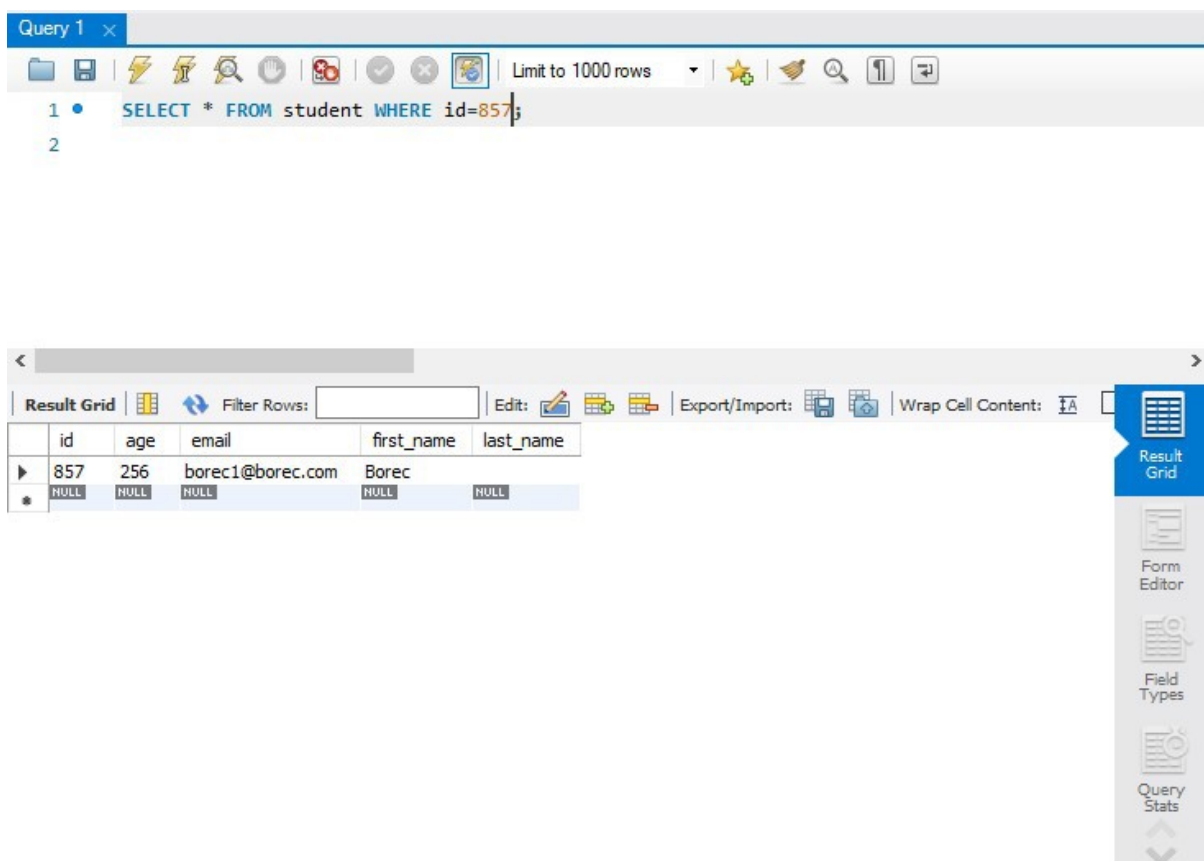 Query 1
Limit to 1000 rows
1 SELECT * FROM student WHERE id=857;
2
Result Grid Filter Rows: Edit: Export/Import: Wrap Cell Content:
id age email first_name last_name
857 256 borec1@borec.com Borec
NULL NULL NULL NULL NULL
Result
Grid
Form
Editor
Field
Types
Query
Stats